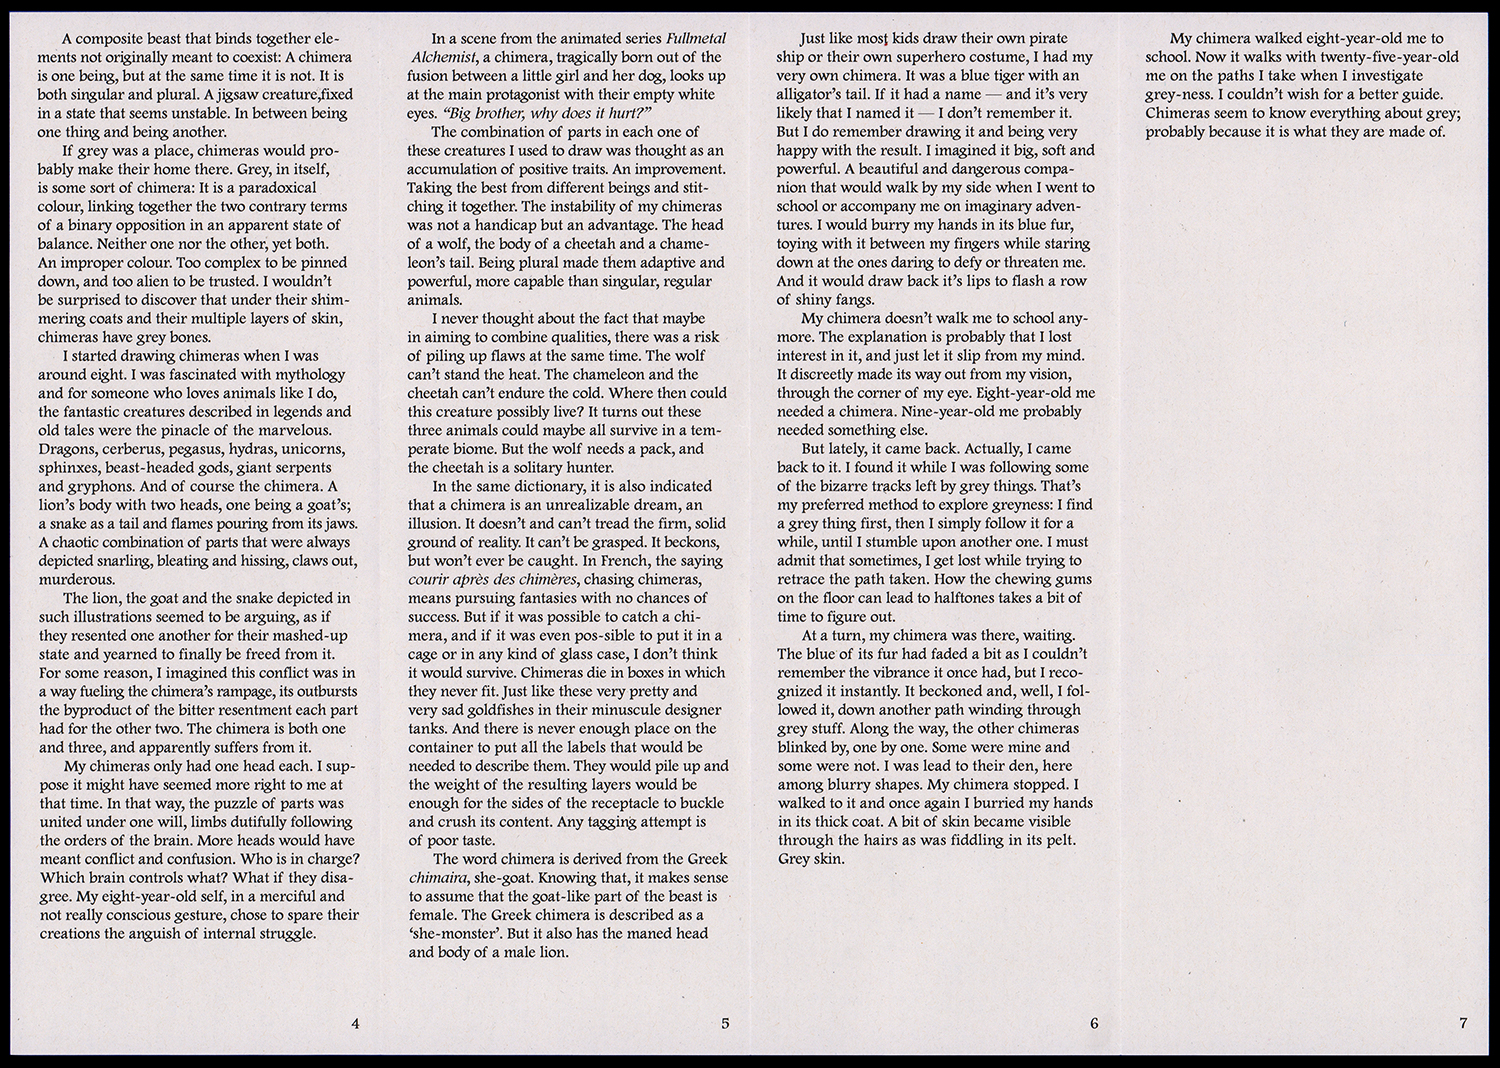 A composite beast that binds together ele-
ments not originally meant to coexist: A chimera
is one being, but at the same time it is not. It is
both singular and plural. A jigsaw creature,fixed
in a state that seems unstable. In between being
one thing and being another.
If grey was a place, chimeras would pro-
bably make their home there. Grey, in itself,
is some sort of chimera: It is a paradoxical
colour, linking together the two contrary terms
of a binary opposition in an apparent state of
balance. Neither one nor the other, yet both.
An improper colour. Too complex to be pinned
down, and too alien to be trusted. I wouldn't
be surprised to discover that under their shim-
mering coats and their multiple layers of skin,
chimeras have grey bones.
I started drawing chimeras when I was
around eight. I was fascinated with mythology
and for someone who loves animals like I do,
the fantastic creatures described in legends and
old tales were the pinacle of the marvelous.
Dragons, cerberus, pegasus, hydras, unicorns,
sphinxes, beast-headed gods, giant serpents
and gryphons. And of course the chimera. A
lion's body with two heads, one being a goat's;
a snake as a tail and flames pouring from its jaws.
A chaotic combination of parts that were always
depicted snarling, bleating and hissing, claws out,
murderous.
The lion, the goat and the snake depicted in
such illustrations seemed to be arguing, as if
they resented one another for their mashed-up
state and yearned to finally be freed from it.
For some reason, I imagined this conflict was in
a way fueling the chimera's rampage, its outbursts
the byproduct of the bitter resentment each part
had for the other two. The chimera is both one
and three, and apparently suffers from it.
My chimeras only had one head each. I sup-
pose it might have seemed more right to me at
that time. In that way, the puzzle of parts was
united under one will, limbs dutifully following
the orders of the brain. More heads would have
meant conflict and confusion. Who is in charge?
Which brain controls what? What if they disa-
gree. My eight-year-old self, in a merciful and
not really conscious gesture, chose to spare their
creations the anguish of internal struggle.
4
In a scene from the animated series Fullmetal
Alchemist, a chimera, tragically born out of the
fusion between a little girl and her dog, looks up
at the main protagonist with their empty white
eyes. “Big brother, why does it hurt?”
The combination of parts in each one of
these creatures I used to draw was thought as an
accumulation of positive traits. An improvement.
Taking the best from different beings and stit-
ching it together. The instability of my chimeras
was not a handicap but an advantage. The head
of a wolf, the body of a cheetah and a chame-
leon's tail. Being plural made them adaptive and
powerful, more capable than singular, regular
animals.
I never thought about the fact that maybe
in aiming to combine qualities, there was a risk
of piling up flaws at the same time. The wolf
can't stand the heat. The chameleon and the
cheetah can't endure the cold. Where then could
this creature possibly live? It turns out these
three animals could maybe all survive in a tem-
perate biome. But the wolf needs a pack, and
the cheetah is a solitary hunter.
In the same dictionary, it is also indicated
that a chimera is an unrealizable dream, an
illusion. It doesn't and can't tread the firm, solid
ground of reality. It can't be grasped. It beckons,
but won't ever be caught. In French, the saying
courir après des chimères, chasing chimeras,
means pursuing fantasies with no chances of
success. But if it was possible to catch a chi-
mera, and if it was even pos-sible to put it in a
cage or in any kind of glass case, I don't think
it would survive. Chimeras die in boxes in which
they never fit. Just like these very pretty and
very sad goldfishes in their minuscule designer
tanks. And there is never enough place on the
container to put all the labels that would be
needed to describe them. They would pile up and
the weight of the resulting layers would be
enough for the sides of the receptacle to buckle
and crush its content. Any tagging attempt is
of poor taste.
The word chimera is derived from the Greek
chimaira, she-goat. Knowing that, it makes sense
to assume that the goat-like part of the beast is
female. The Greek chimera is described as a
‘she-monster’. But it also has the maned head
and body of a male lion.
5
Just like most kids draw their own pirate
ship or their own superhero costume, I had my
very own chimera. It was a blue tiger with an
alligator's tail. If it had a name — and it's very
likely that I named it — I don't remember it.
But I do remember drawing it and being very
happy with the result. I imagined it big, soft and
powerful. A beautiful and dangerous compa-
nion that would walk by my side when I went to
school or accompany me on imaginary adven-
tures. I would burry my hands in its blue fur,
toying with it between my fingers while staring
down at the ones daring to defy or threaten me.
And it would draw back it's lips to flash a row
of shiny fangs.
My chimera doesn't walk me to school any-
more. The explanation is probably that I lost
interest in it, and just let it slip from my mind.
It discreetly made its way out from my vision,
through the corner of my eye. Eight-year-old me
needed a chimera. Nine-year-old me probably
needed something else.
But lately, it came back. Actually, I came
back to it. I found it while I was following some
of the bizarre tracks left by grey things. That's
my preferred method to explore greyness: I find
a grey thing first, then I simply follow it for a
while, until I stumble upon another one. I must
admit that sometimes, I get lost while trying to
retrace the path taken. How the chewing gums
on the floor can lead to halftones takes a bit of
time to figure out.
At a turn, my chimera was there, waiting.
The blue of its fur had faded a bit as I couldn't
remember the vibrance it once had, but I reco-
gnized it instantly. It beckoned and, well, I fol-
lowed it, down another path winding through
grey stuff. Along the way, the other chimeras
blinked by, one by one. Some were mine and
some were not. I was lead to their den, here
among blurry shapes. My chimera stopped. I
walked to it and once again I burried my hands
in its thick coat. A bit of skin became visible
through the hairs as was fiddling in its pelt.
Grey skin.
6
My chimera walked eight-year-old me to
school. Now it walks with twenty-five-year-old
me on the paths I take when I investigate
grey-ness. I couldn't wish for a better guide.
Chimeras seem to know everything about grey;
probably because it is what they are made of.
7